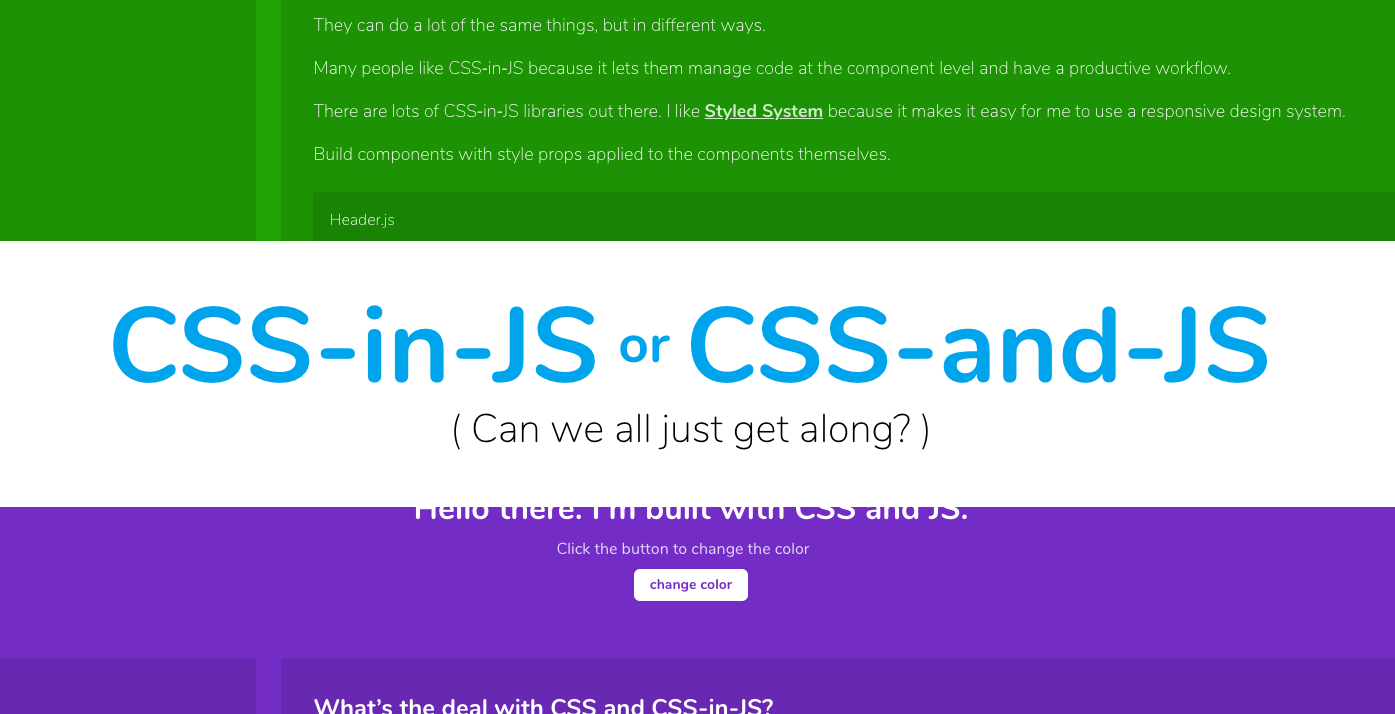 They can do a lot of the same things, but in different ways.
Many people like CSS-in-JS because it lets them manage code at the component level and have a productive workflow.
There are lots of CSS-in-JS libraries out there. I like Styled System because it makes it easy for me to use a responsive design system.
Build components with style props applied to the components themselves.
Header.js
CSS-in-JS or CSS-and-JS
( Can we all just get along? )
Hello there. I'm built with CSS and JS.
Click the button to change the color
change color
What’s the deal with CSS and CSS-in-JS?